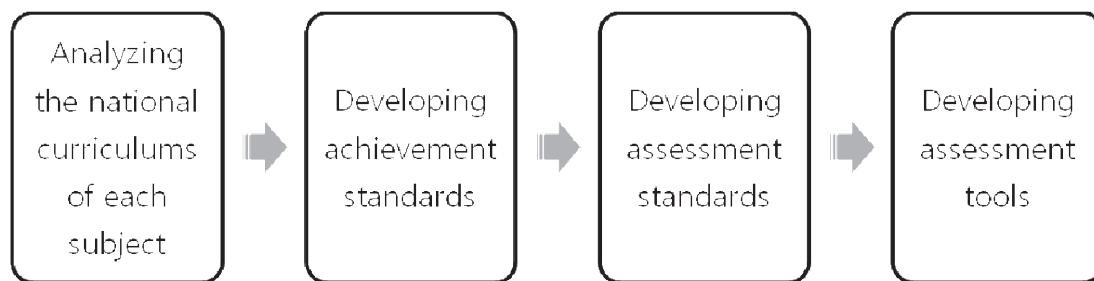 Analyzing
the national
curriculums
of each
subject
Developing
achievement
standards
Developing
assessment
standards
Developing
assessment
tools